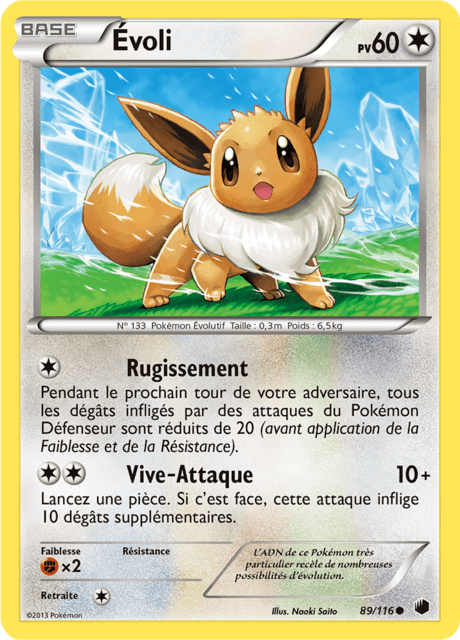 BASE
Évoli
PV60
N° 133 Pokémon Évolutif Taille : 0,3m Poids : 6,5kg
Rugissement
Pendant le prochain tour de votre adversaire, tous
les dégâts infligés par des attaques du Pokémon
Défenseur sont réduits de 20 (avant application de la
Faiblesse et de la Résistance).
Vive-Attaque 10+
Lancez une pièce. Si c'est face, cette attaque inflige
10 dégâts supplémentaires.
Faiblesse Résistance
×2
L'ADN de ce Pokémon très
particulier recèle de nombreuses
possibilités d'évolution.
Retraite
©2013 Pokémon
Illus. Naoki Saito 89/116